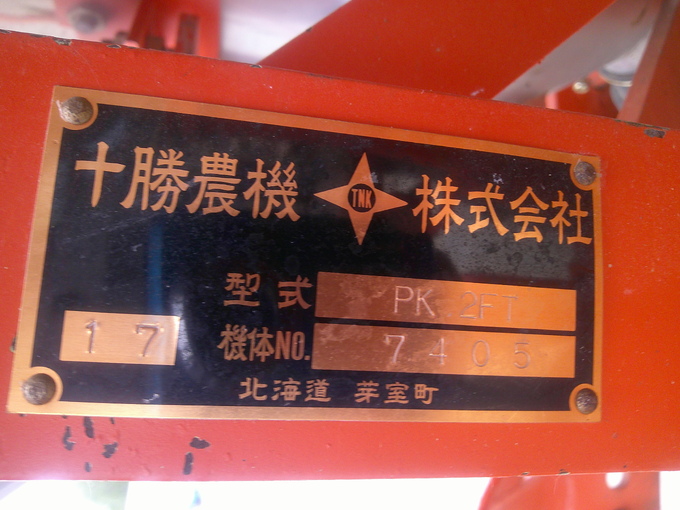 十勝農機 TNK 株式会社
型式 PK 2FT
17 機体NO. 7405
北海道 芽室町